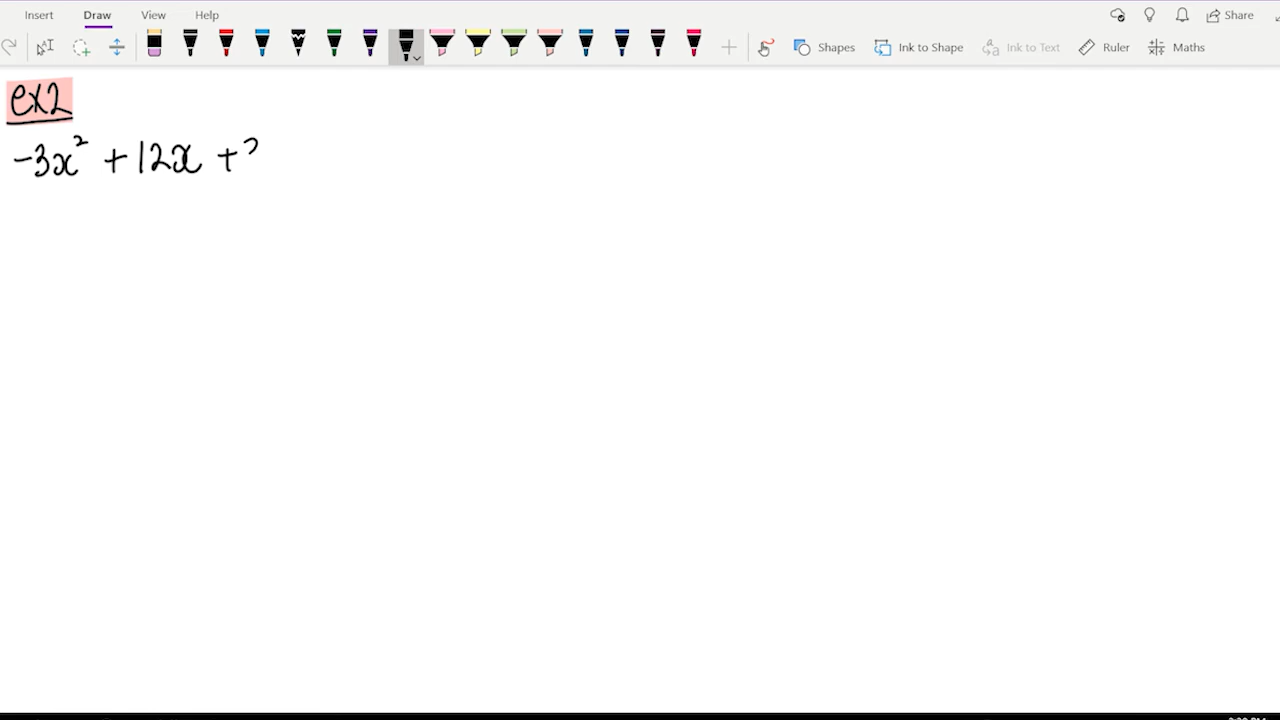 Insert Draw View Help Share
Shapes Ink to Shape Ink to Text Ruler Maths
ex2
-3x² + 12x +